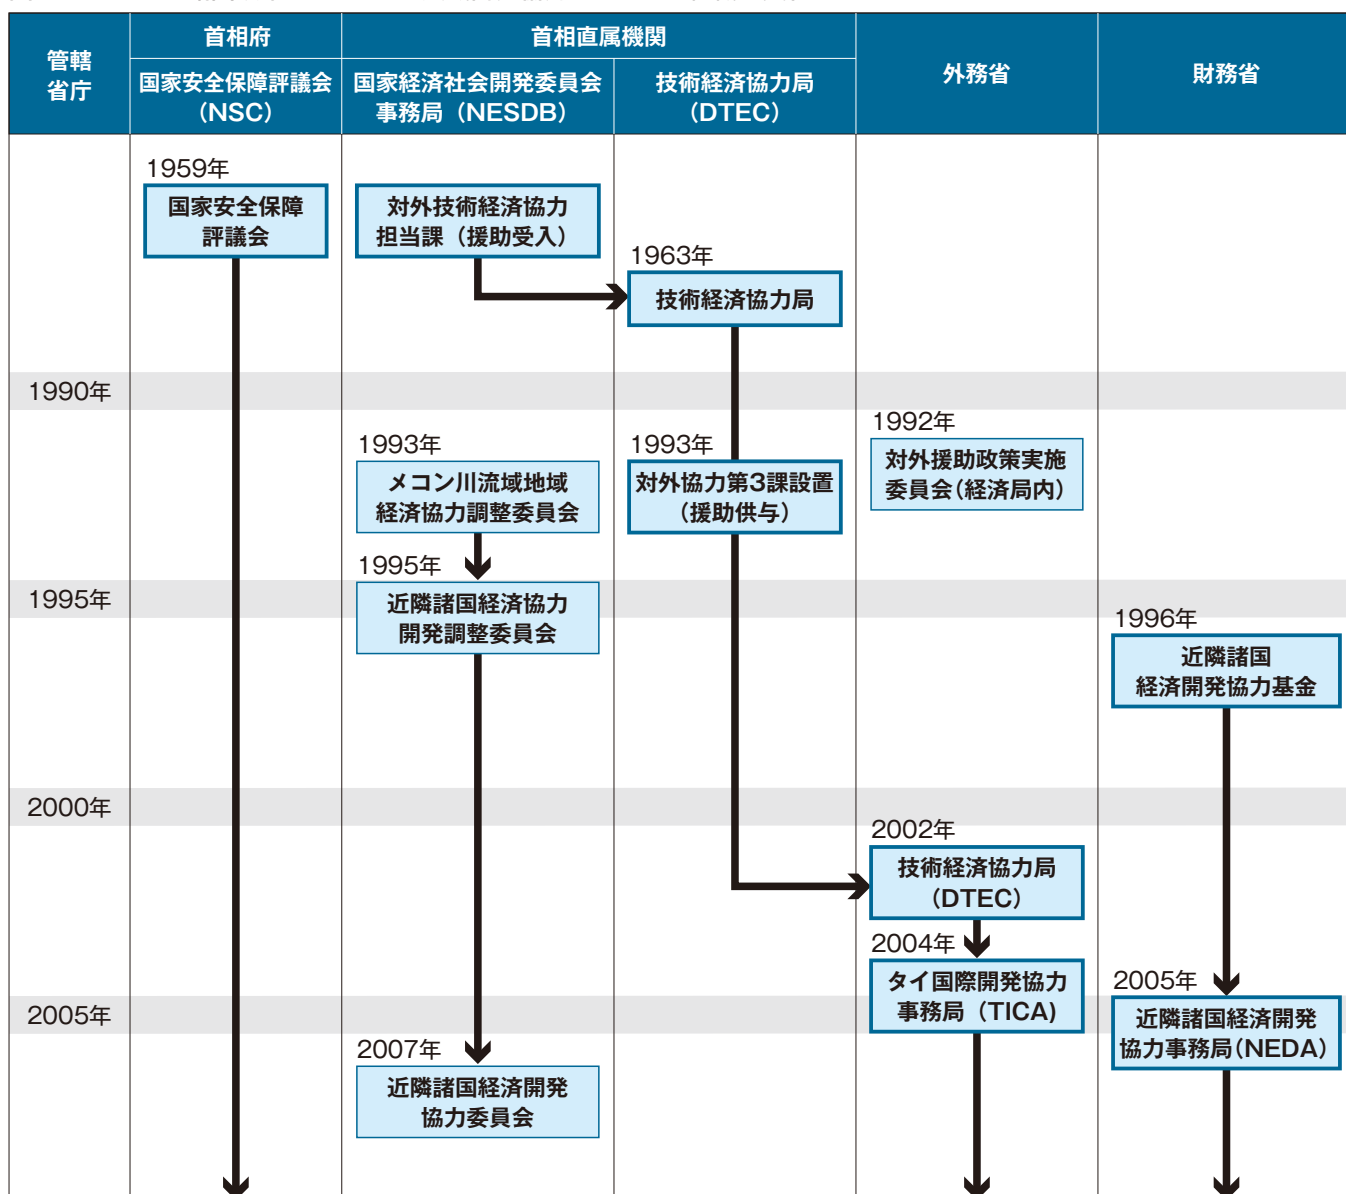 管轄
省庁
首相府
首相直属機関
外務省
財務省
国家安全保障評議会
（NSC）
国家経済社会開発委員会
事務局（NESDB）
技術経済協力局
（DTEC）
1959年
国家安全保障
評議会
対外技術経済協力
担当課（援助受入）
1963年
技術経済協力局
1990年
1992年
対外援助政策実施
委員会（経済局内）
1993年
メコン川流域地域
経済協力調整委員会
1993年
対外協力第3課設置
（援助供与）
1995年
1995年
近隣諸国経済協力
開発調整委員会
1996年
近隣諸国
経済開発協力基金
2000年
2002年
技術経済協力局
（DTEC）
2004年
タイ国際開発協力
事務局（TICA)
2005年
2005年
近隣諸国経済開発
協力事務局（NEDA）
2007年
近隣諸国経済開発
協力委員会